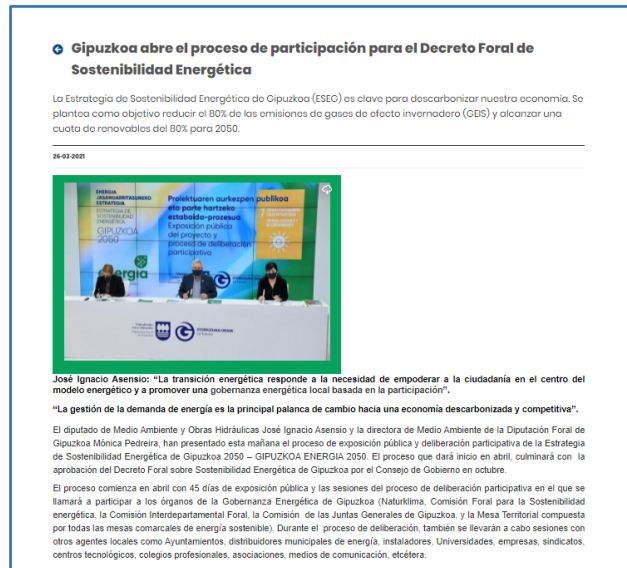 Gipuzkoa abre el proceso de participación para el Decreto Foral de
Sostenibilidad Energética
La Estrategia de Sostenibilidad Energética de Gipuzkoa (ESEG) es clave para descarbonizar nuestra economía. Se
plantea como objetivo reducir el 80% de las emisiones de gases de efecto invernadero (GEIS) y alcanzar una
cuota de renovables del 80% para 2050.
26-03-2021
ENERGIA
JASANGARRITASUNEKO
ESTRATEGIA
ESTRATEGIA DE
SOSTENIBILIDAD
ENERGÉTICA
GIPUZKOA
2050
Proiektuaren aurkezpen publikoa
eta parte hartzeko
eztabaida-prozesua
Exposición pública
del proyecto y
proceso de deliberación
participativa
energia
José Ignacio Asensio: “La transición energética responde a la necesidad de empoderar a la ciudadanía en el centro del
modelo energético y a promover una gobernanza energética local basada en la participación”.
“La gestión de la demanda de energía es la principal palanca de cambio hacia una economía descarbonizada y competitiva”.
El diputado de Medio Ambiente y Obras Hidráulicas José Ignacio Asensio y la directora de Medio Ambiente de la Diputación Foral de
Gipuzkoa Mónica Pedreira, han presentado esta mañana el proceso de exposición pública y deliberación participativa de la Estrategia
de Sostenibilidad Energética de Gipuzkoa 2050 – GIPUZKOA ENERGIA 2050. El proceso que dará inicio en abril, culminará con la
aprobación del Decreto Foral sobre Sostenibilidad Energética de Gipuzkoa por el Consejo de Gobierno en octubre.
El proceso comienza en abril con 45 días de exposición pública y las sesiones del proceso de deliberación participativa en el que se
llamará a participar a los órganos de la Gobernanza Energética de Gipuzkoa (Naturklima, Comisión Foral para la Sostenibilidad
energética, la Comisión Interdepartamental Foral, la Comisión de las Juntas Generales de Gipuzkoa, y la Mesa Territorial compuesta
por todas las mesas comarcales de energía sostenible). Durante el proceso de deliberación, también se llevarán a cabo sesiones con
otros agentes locales como Ayuntamientos, distribuidores municipales de energía, instaladores, Universidades, empresas, sindicatos,
centros tecnológicos, colegios profesionales, asociaciones, medios de comunicación, etcétera.